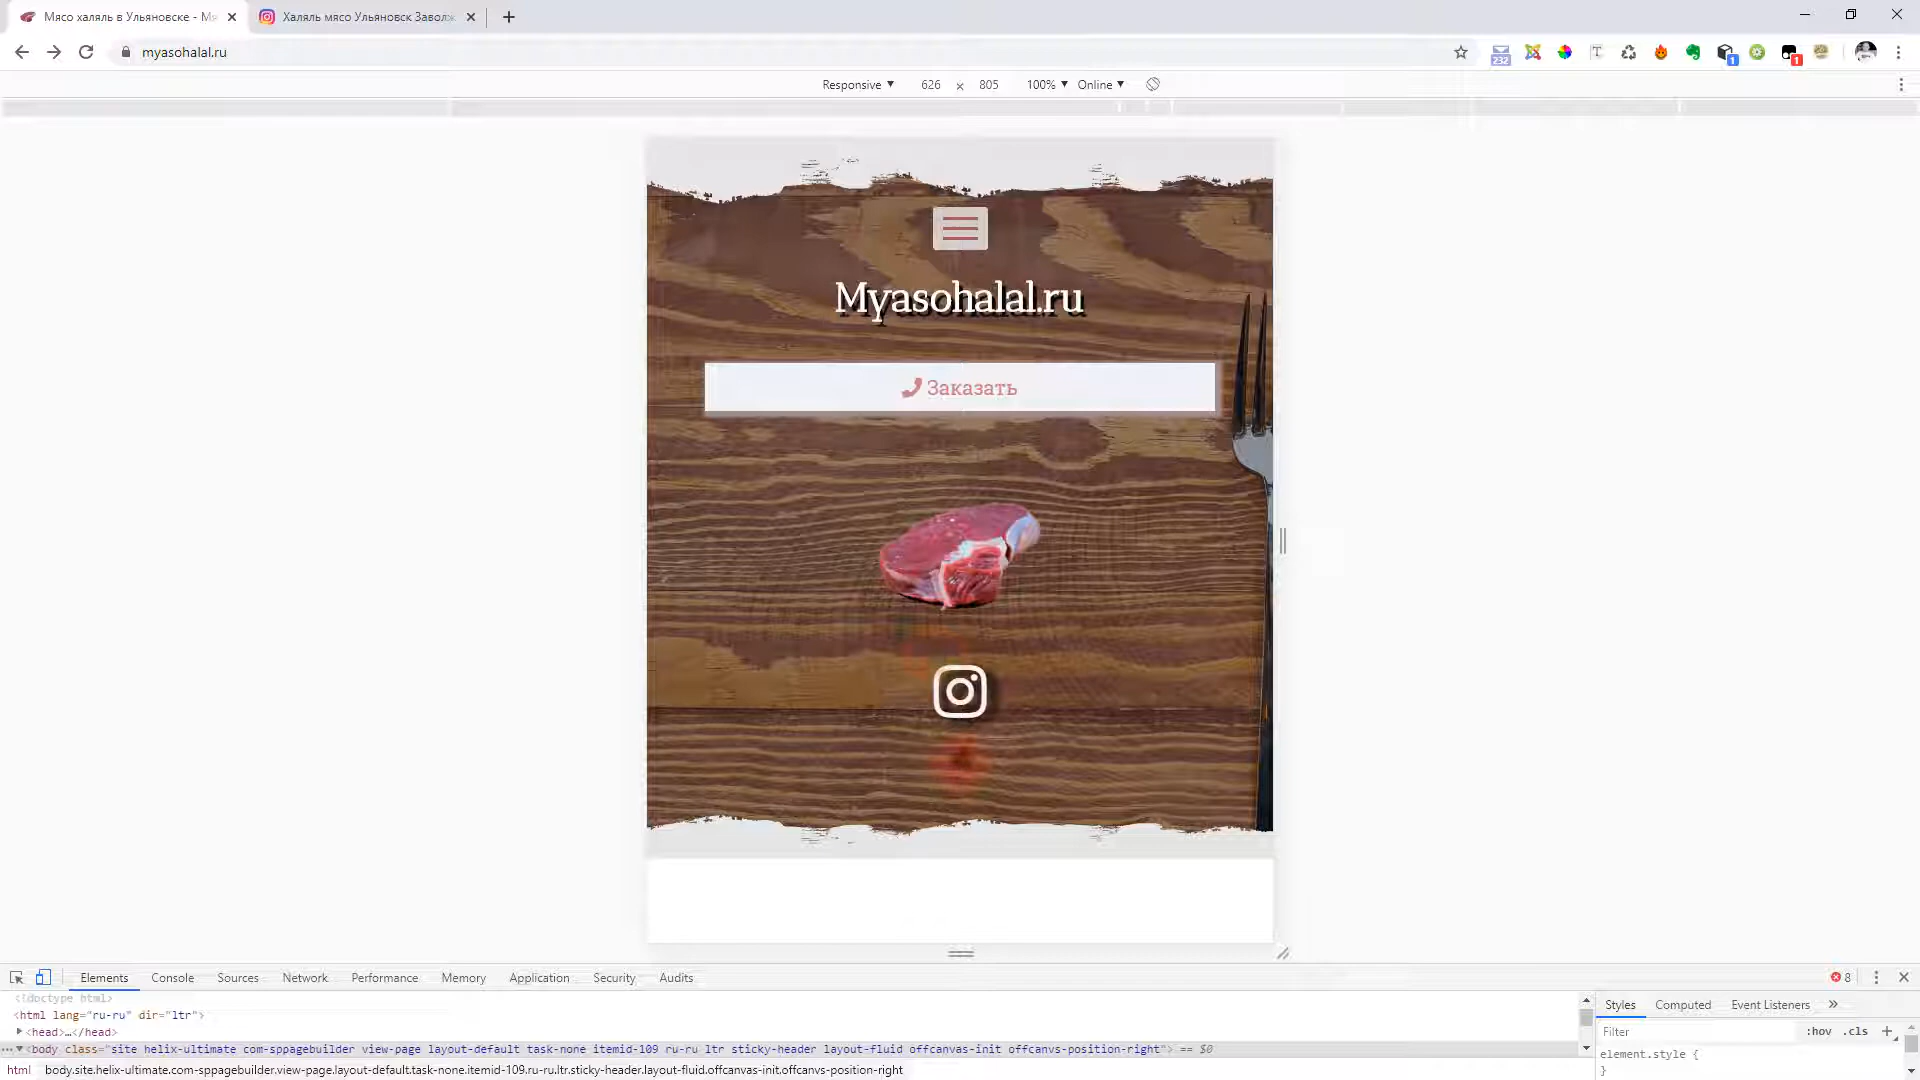 Мясо халяль в Ульяновске - Мя
Халяль мясо Ульяновск Заволж
myasohalal.ru
232
1
1
Responsive
626
x
805
100%
Online
Myasohalal.ru
Заказать
Elements
Console
Sources
Network
Performance
Memory
Application
Security
Audits
8
<!doctype html>
<html lang="ru-ru" dir="ltr">
<head>…</head>
<body class="site helix-ultimate com-sppagebuilder view-page layout-default task-none itemid-109 ru-ru ltr sticky-header layout-fluid offcanvas-init offcanvs-position-right"> == $0
html body.site.helix-ultimate.com-sppagebuilder.view-page.layout-default.task-none.itemid-109.ru-ru.ltr.sticky-header.layout-fluid.offcanvas-init.offcanvs-position-right
Styles
Computed
Event Listeners
Filter
:hov
.cls
element.style {
}